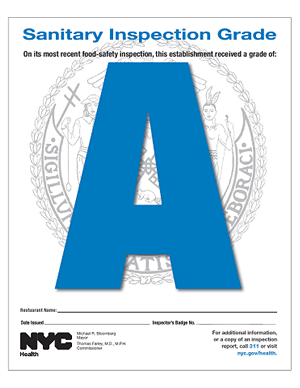 Sanitary Inspection Grade
On its most recent food-safety inspection, this establishment received a grade of:
SIGILLVM CIVITATIS EBORACI
A
Restaurant Name:
Date Issued Inspector's Badge No.
NYC
Health
Michael R. Bloomberg
Mayor
Thomas Farley, M.D., M.P.H.
Commissioner
For additional information,
or a copy of an inspection
report, call 311 or visit
nyc.gov/health.